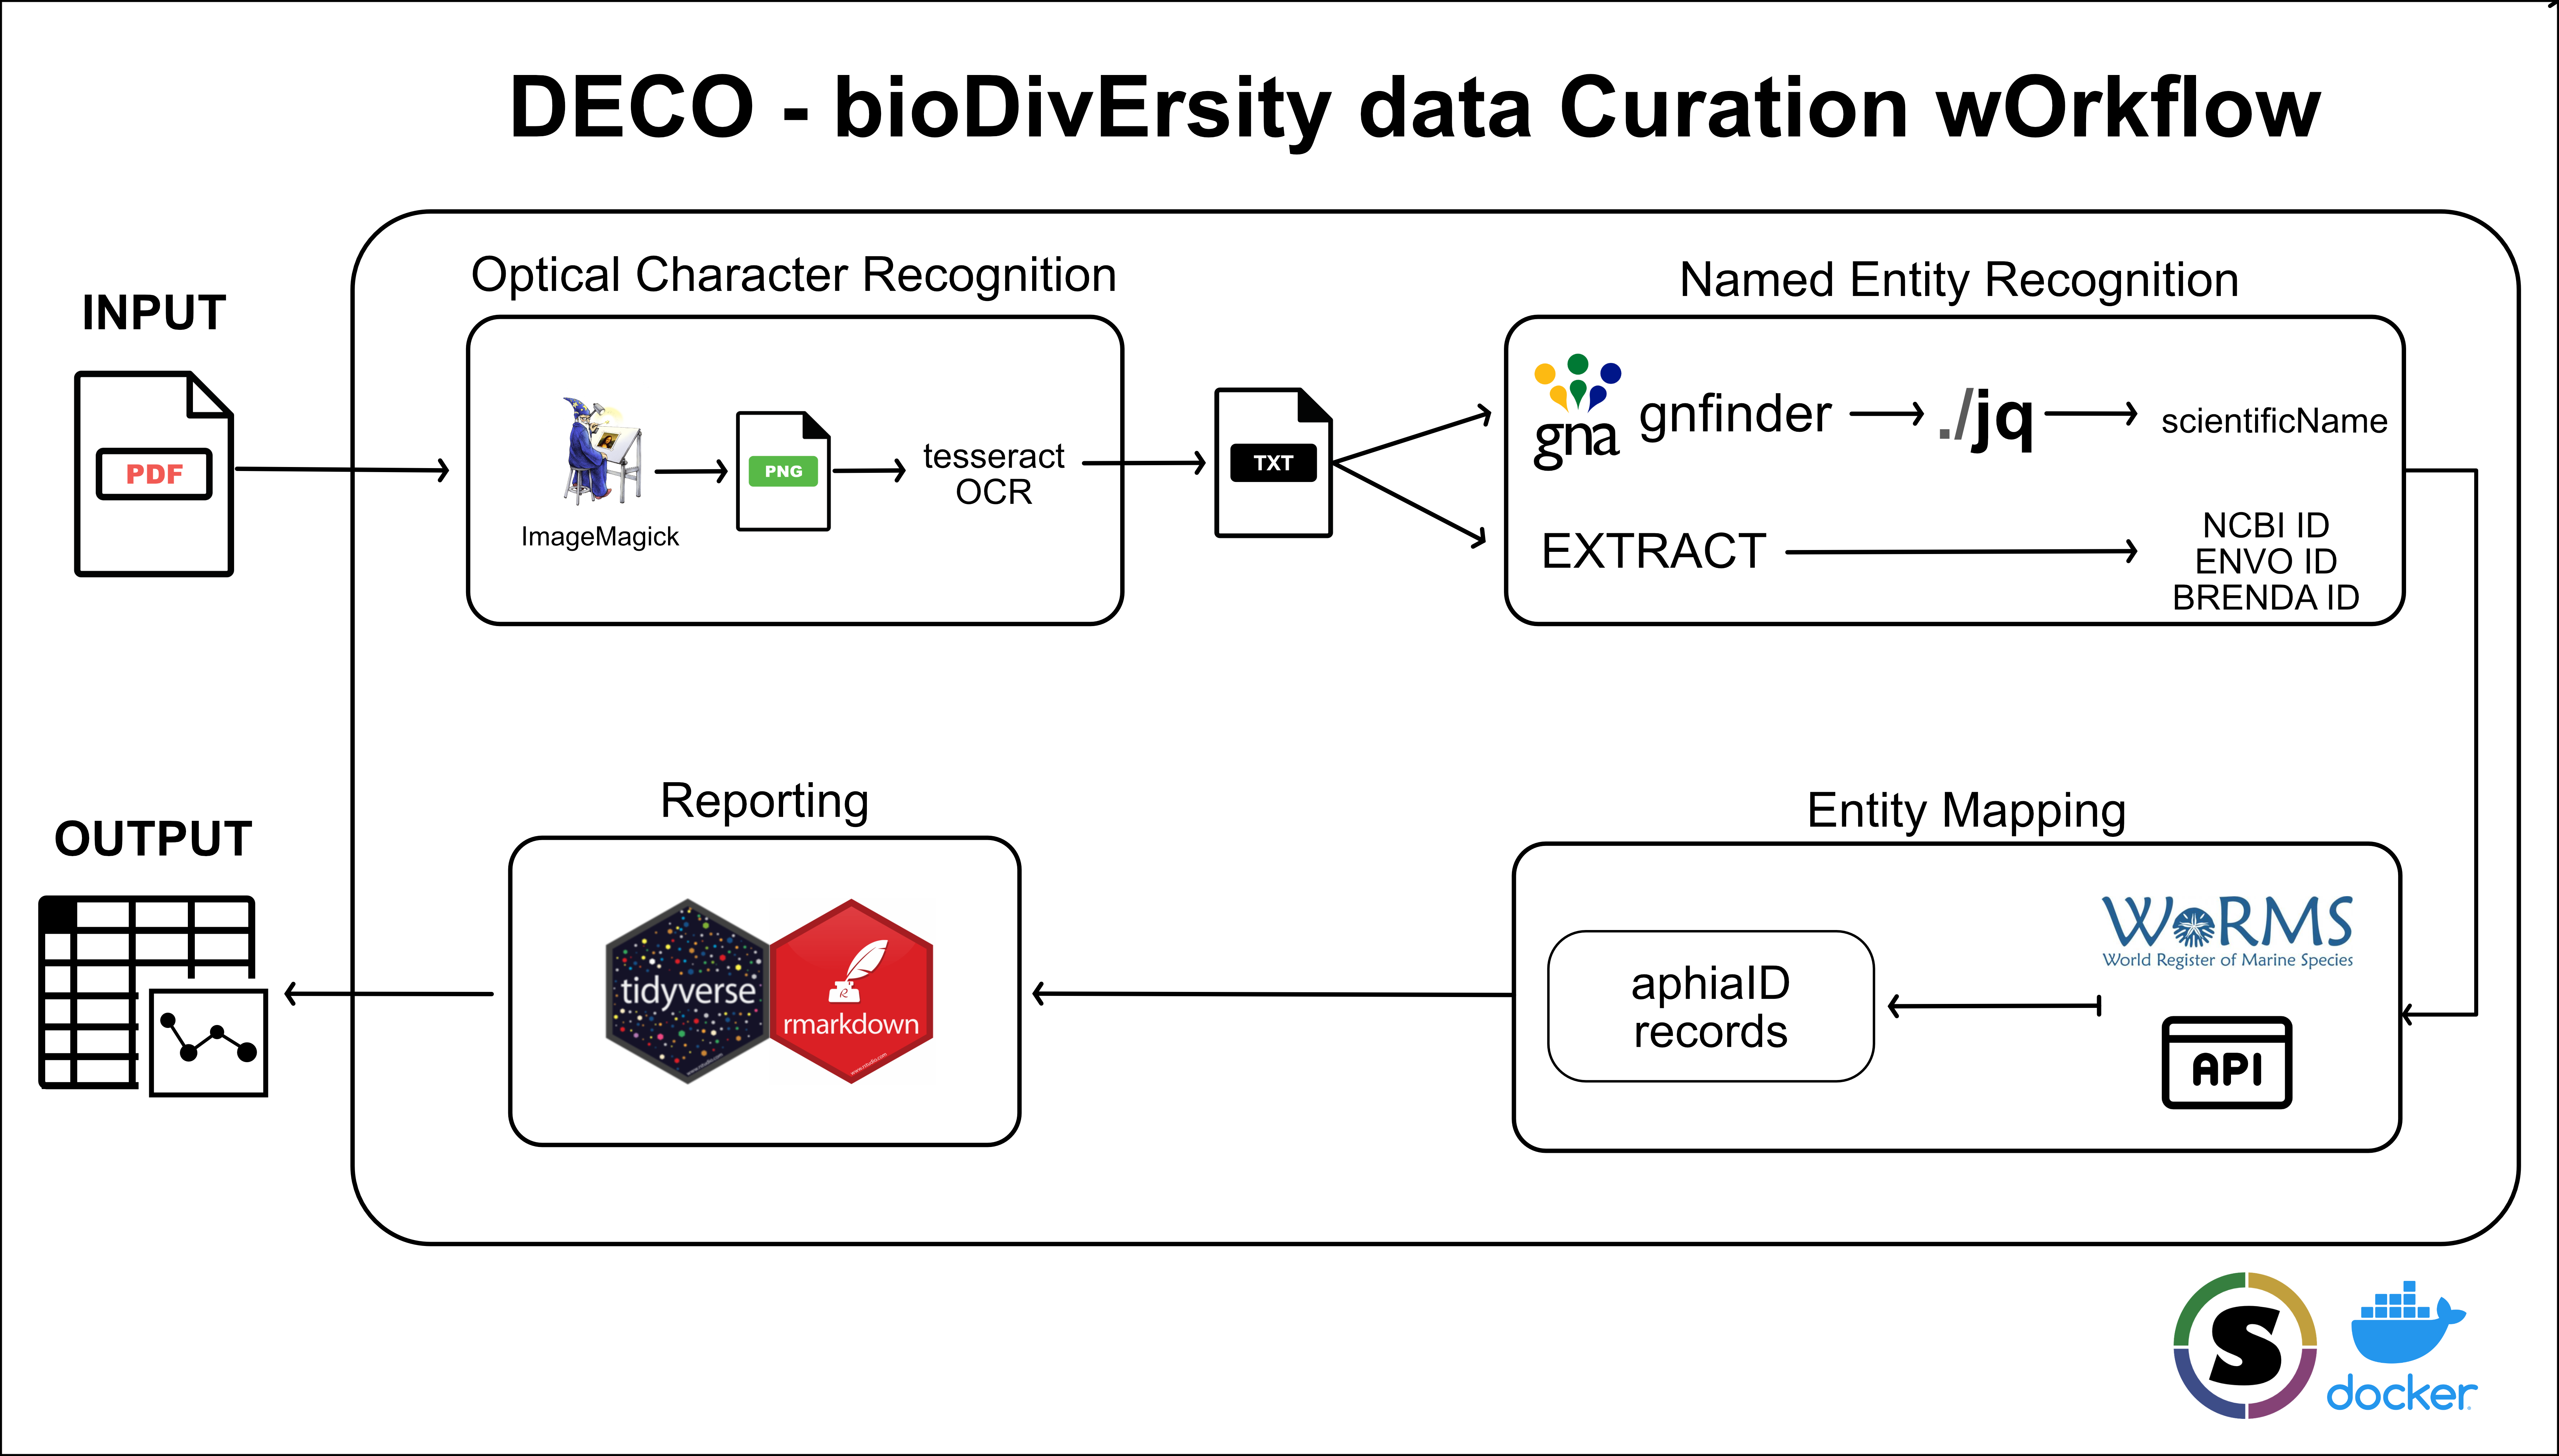 DECO - bioDivErsity data Curation wOrkflow
INPUT
PDF
Optical Character Recognition
ImageMagick
PNG
tesseract
OCR
TXT
Named Entity Recognition
gna
gnfinder
./jq
scientificName
EXTRACT
NCBI ID
ENVO ID
BRENDA ID
Entity Mapping
WoRMS
World Register of Marine Species
API
aphiaID
records
Reporting
tidyverse
rmarkdown
OUTPUT
S
docker